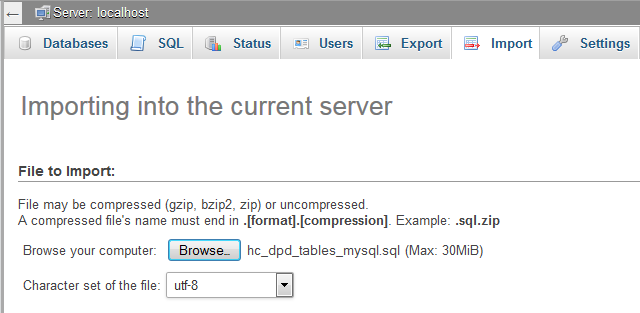 Server: localhost
Databases SQL Status Users Export Import Settings
Importing into the current server
File to Import:
File may be compressed (gzip, bzip2, zip) or uncompressed.
A compressed file's name must end in .[format].[compression]. Example: .sql.zip
Browse your computer: Browse... hc_dpd_tables_mysql.sql (Max: 30MiB)
Character set of the file: utf-8